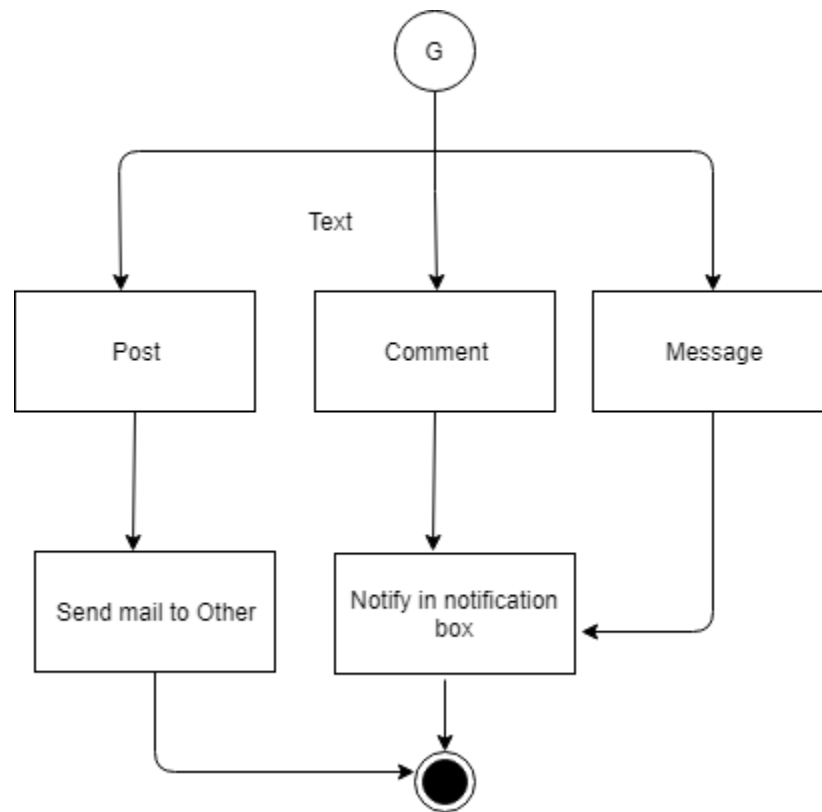 G
Text
Post
Comment
Message
Send mail to Other
Notify in notification
box